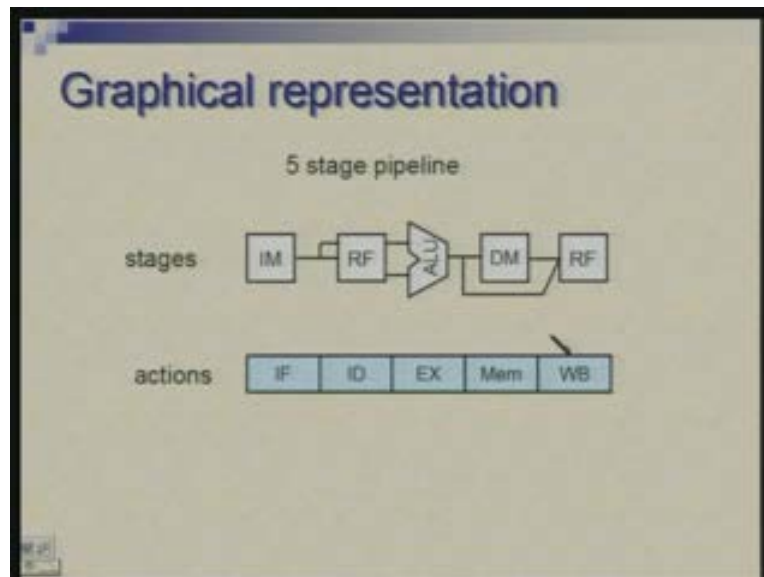 Graphical representation
5 stage pipeline
stages IM RF ALU DM RF
actions IF ID EX Mem WB